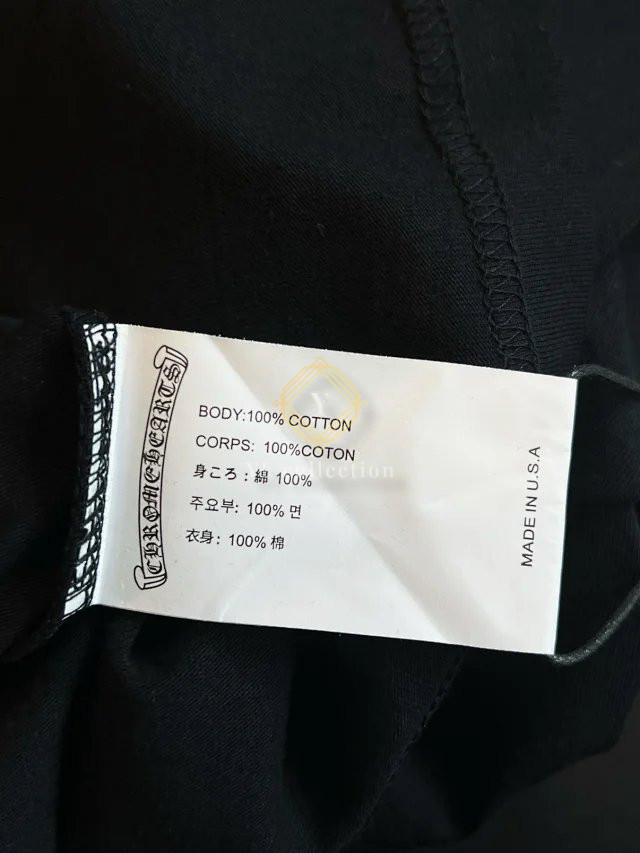 CHROME HEARTS
BODY:100% COTTON
CORPS: 100%COTON
身ころ : 綿 100%
주요부: 100% 면
衣身: 100% 棉
MADE IN U.S.A